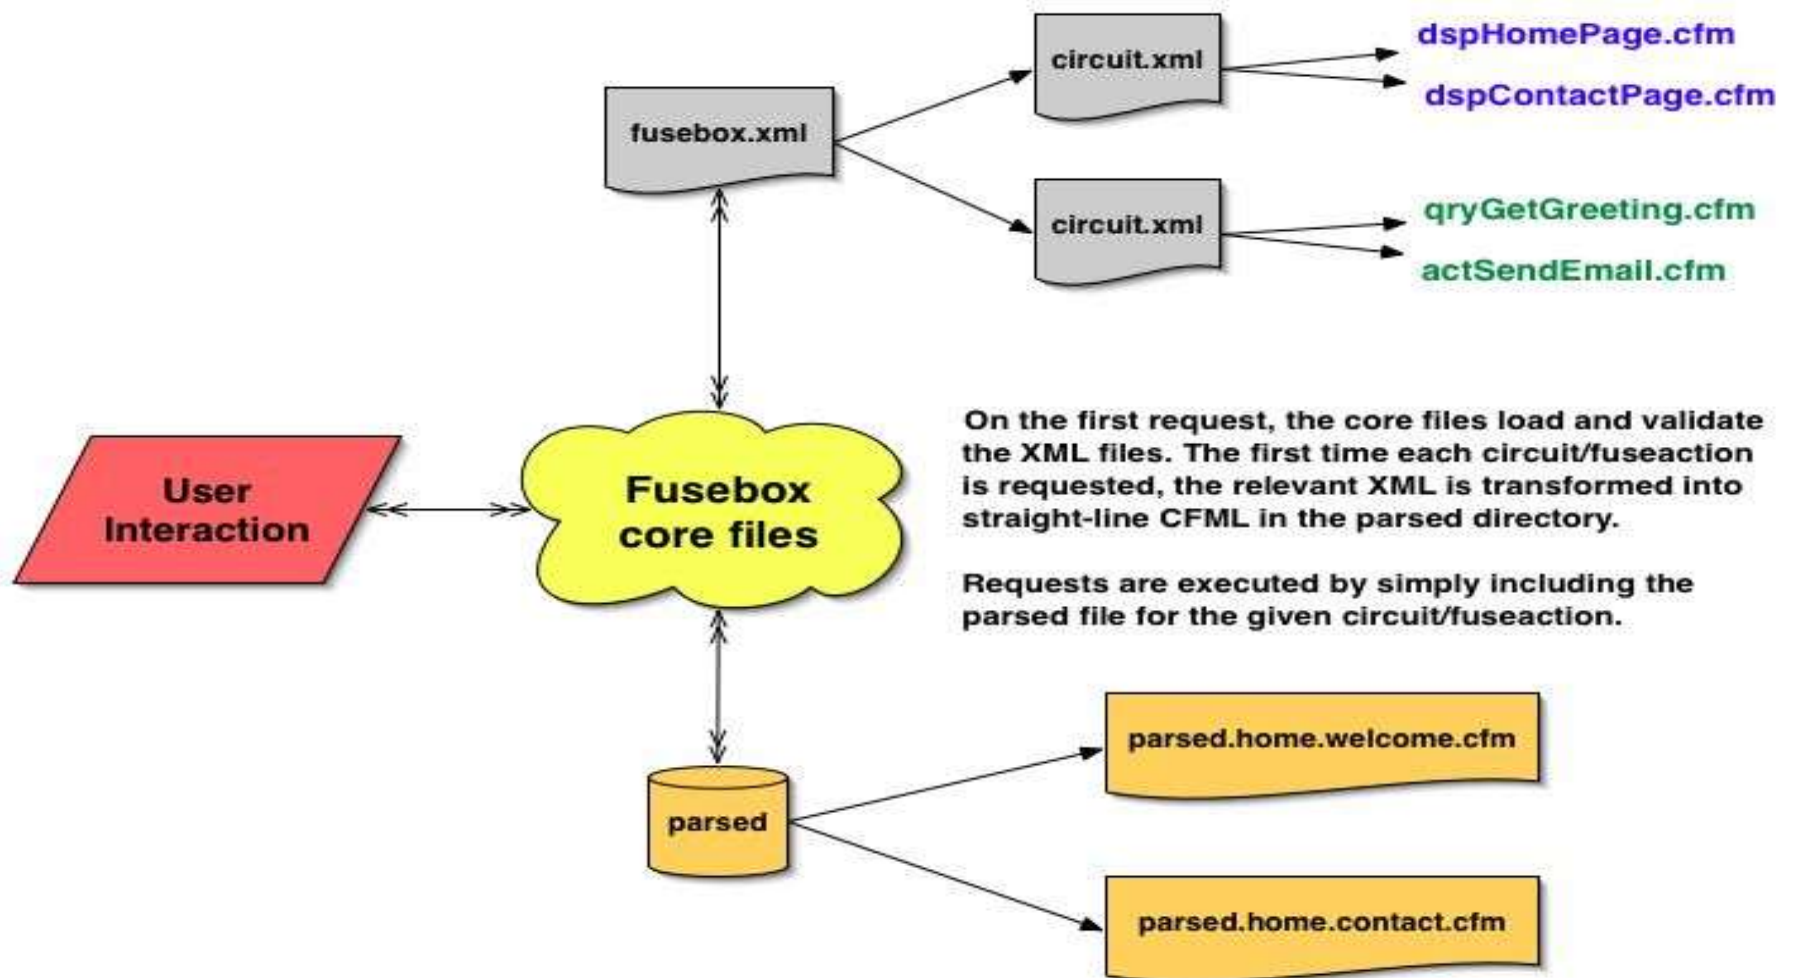 dspHomePage.cfm
circuit.xml
dspContactPage.cfm
fusebox.xml
qryGetGreeting.cfm
circuit.xml
actSendEmail.cfm
On the first request, the core files load and validate
the XML files. The first time each circuit/fuseaction
is requested, the relevant XML is transformed into
straight-line CFML in the parsed directory.
User
Interaction
Fusebox
core files
Requests are executed by simply including the
parsed file for the given circuit/fuseaction.
parsed.home.welcome.cfm
parsed
parsed.home.contact.cfm